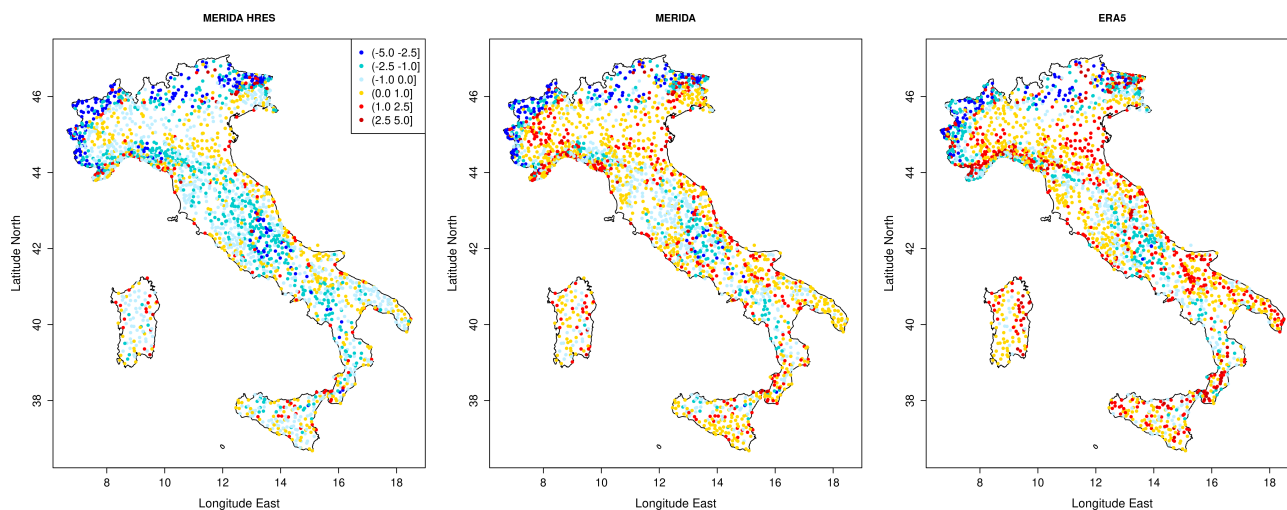 MERIDA HRES
(-5.0 -2.5]
(-2.5 -1.0]
(-1.0 0.0]
(0.0 1.0]
(1.0 2.5]
(2.5 5.0]
Latitude North
46
44
42
40
38
8 10 12 14 16 18
Longitude East
MERIDA
Latitude North
46
44
42
40
38
8 10 12 14 16 18
Longitude East
ERA5
Latitude North
46
44
42
40
38
8 10 12 14 16 18
Longitude East